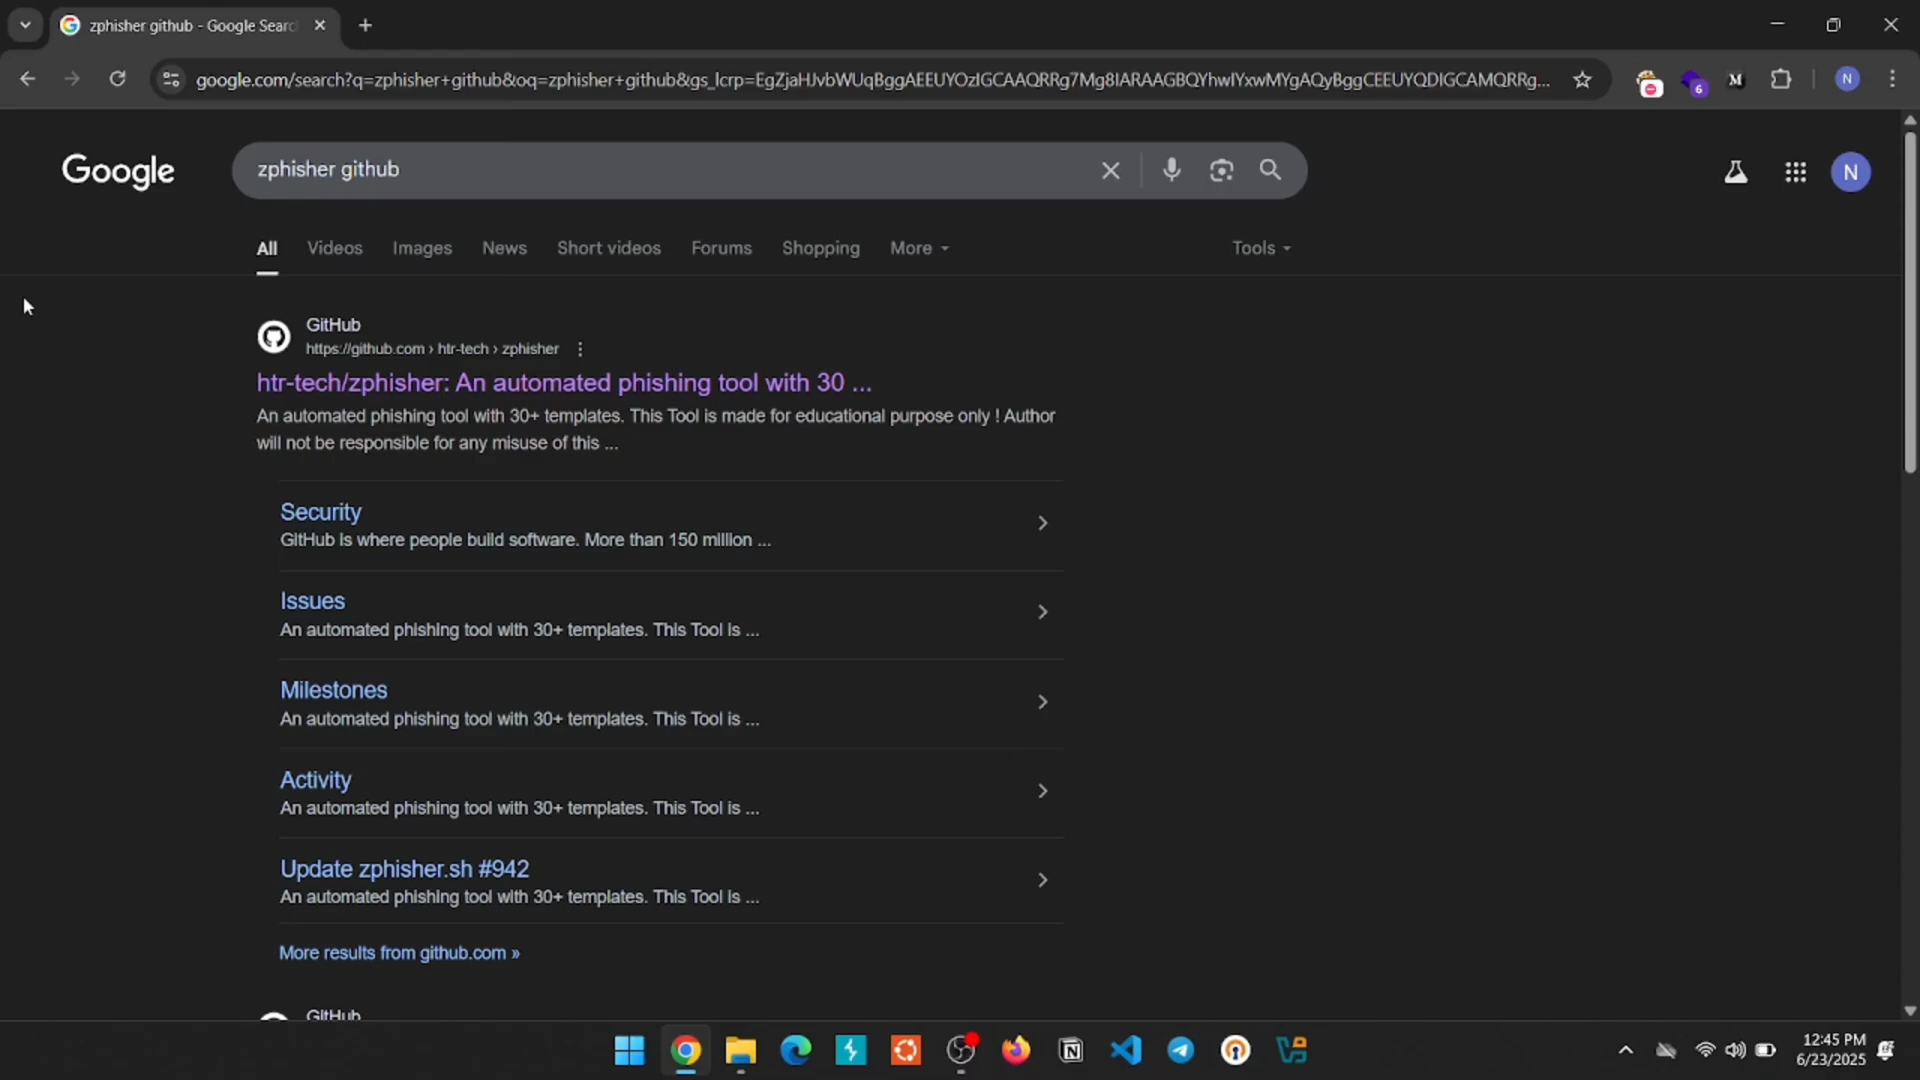 zphisher github - Google Searc
google.com/search?q=zphisher+github&oq=zphisher+github&gs_lcrp=EgZjaHJvbWUqBggAEEUYOzIGCAAQRRg7Mg8IARAAGBQYhwIYxwMYgAQyBggCEEUYQDIGCAMQRRg...
6
M
N
Google
zphisher github
N
All Videos Images News Short videos Forums Shopping More Tools
GitHub
https://github.com › htr-tech › zphisher
htr-tech/zphisher: An automated phishing tool with 30 ...
An automated phishing tool with 30+ templates. This Tool is made for educational purpose only ! Author
will not be responsible for any misuse of this ...
Security
GitHub is where people build software. More than 150 million ...
Issues
An automated phishing tool with 30+ templates. This Tool is ...
Milestones
An automated phishing tool with 30+ templates. This Tool is ...
Activity
An automated phishing tool with 30+ templates. This Tool is ...
Update zphisher.sh #942
An automated phishing tool with 30+ templates. This Tool is ...
More results from github.com »
GitHub
12:45 PM
6/23/2025